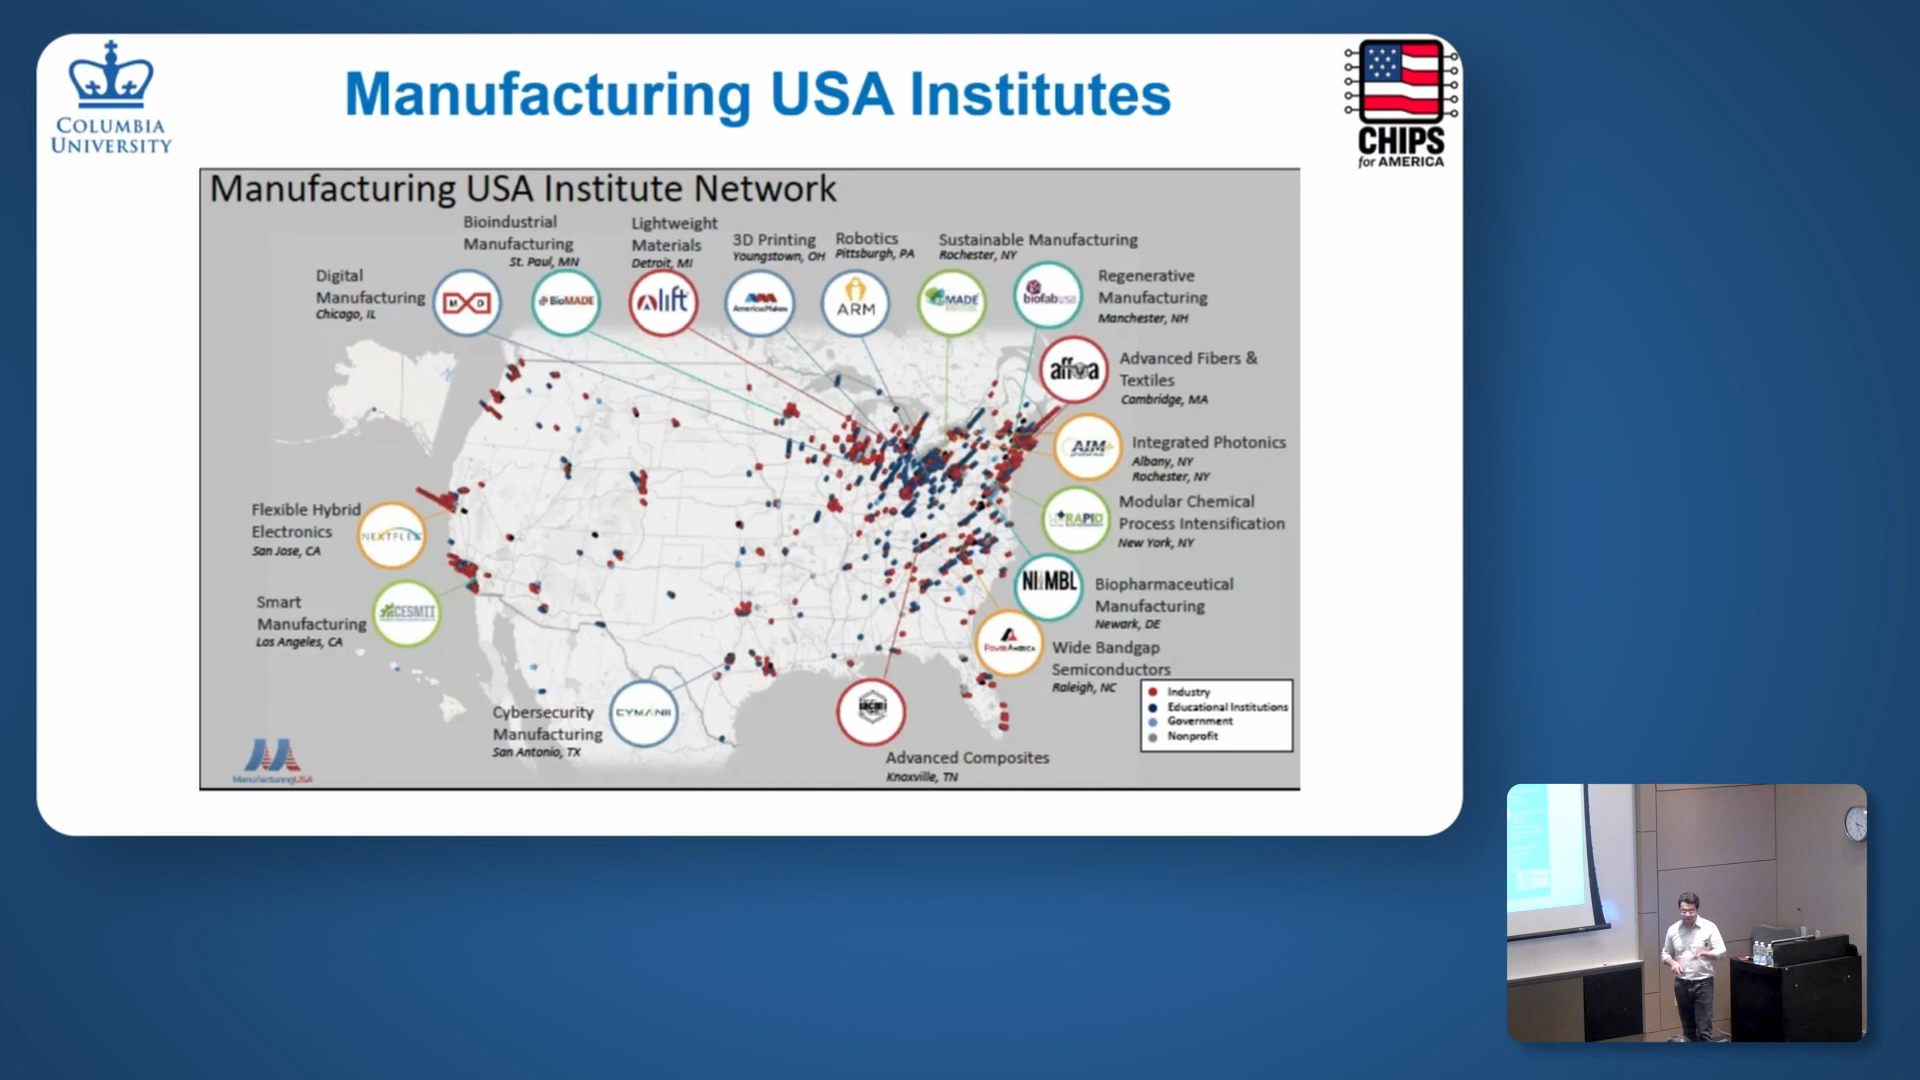 COLUMBIA
UNIVERSITY
Manufacturing USA Institutes
CHIPS
for AMERICA
Manufacturing USA Institute Network
Digital
Manufacturing
Chicago, IL
Bioindustrial
Manufacturing
St. Paul, MN
Lightweight
Materials
Detroit, MI
3D Printing
Youngstown, OH
Robotics
Pittsburgh, PA
Sustainable Manufacturing
Rochester, NY
Regenerative
Manufacturing
Manchester, NH
M D
BioMADE
lift
AmericaMakes
ARM
biofabusa
Advanced Fibers &
Textiles
Cambridge, MA
affoa
Integrated Photonics
Albany, NY
Rochester, NY
AIM
Modular Chemical
Process Intensification
New York, NY
RAPID
Biopharmaceutical
Manufacturing
Newark, DE
NIIMBL
Wide Bandgap
Semiconductors
Raleigh, NC
PowerAmerica
Flexible Hybrid
Electronics
San Jose, CA
NEXTFLEX
Smart
Manufacturing
Los Angeles, CA
CESMII
Cybersecurity
Manufacturing
San Antonio, TX
CYMANII
Advanced Composites
Knoxville, TN
iacmi
Industry
Educational Institutions
Government
Nonprofit
ManufacturingUSA